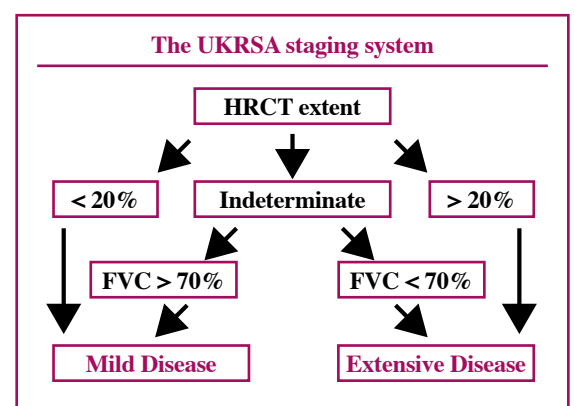 The UKRSA staging system
HRCT extent
< 20%
Indeterminate
> 20%
FVC > 70%
FVC < 70%
Mild Disease
Extensive Disease